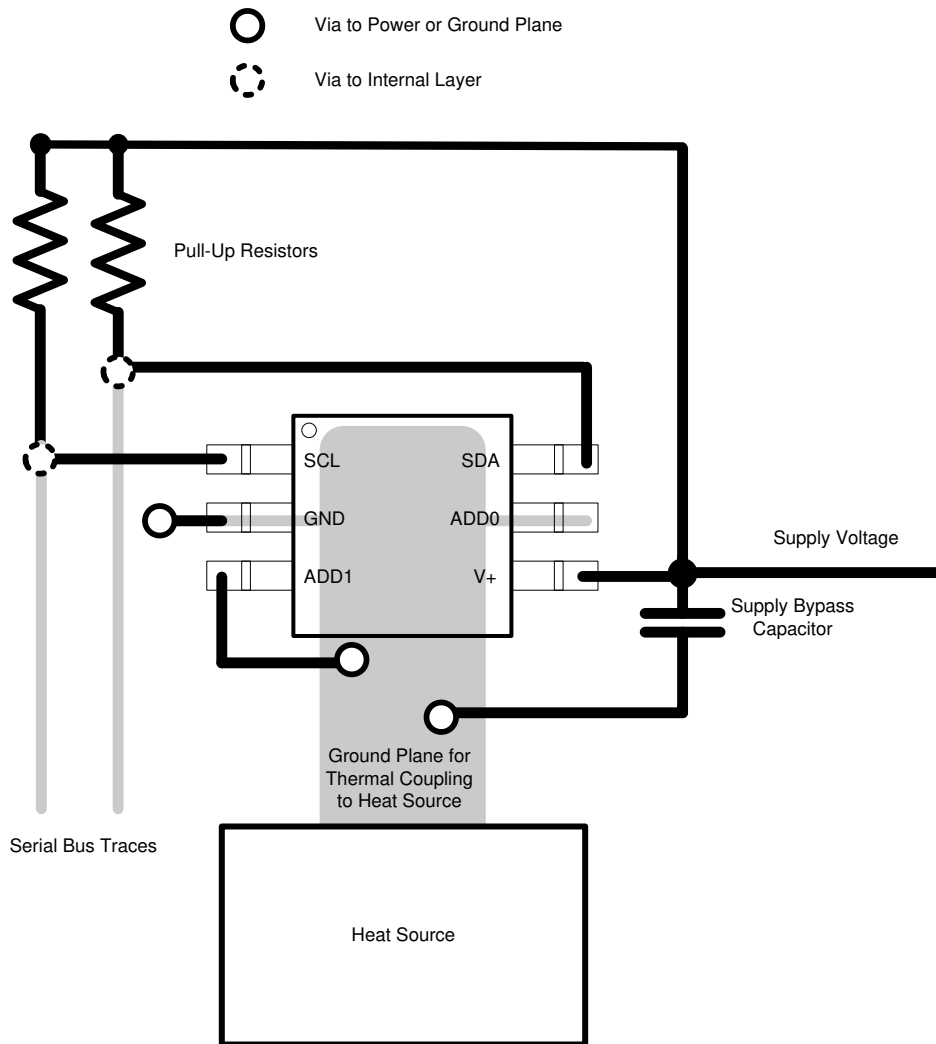 Via to Power or Ground Plane
Via to Internal Layer
Pull-Up Resistors
SCL
SDA
GND
ADD0
ADD1
V+
Supply Voltage
Supply Bypass
Capacitor
Ground Plane for
Thermal Coupling
to Heat Source
Serial Bus Traces
Heat Source